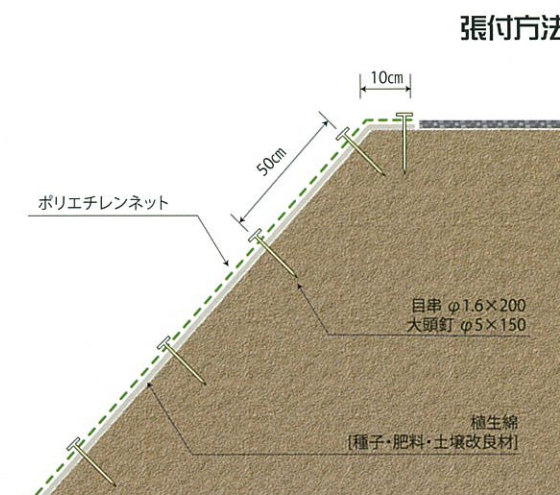 張付方法
10cm
50cm
ポリエチレンネット
目串 φ1.6×200
大頭釘 φ5×150
植生綿
[種子・肥料・土壌改良材]